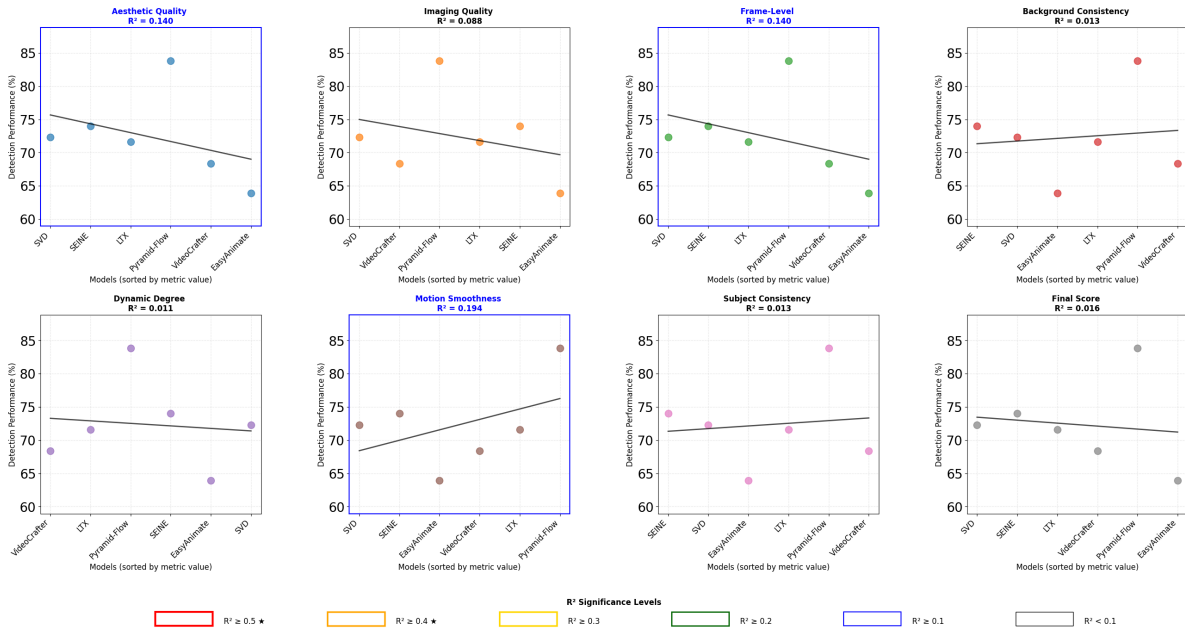 Aesthetic Quality
R² = 0.140
Detection Performance (%)
85
80
75
70
65
60
SVD
SEINE
LTX
Pyramid-Flow
VideoCrafter
EasyAnimate
Models (sorted by metric value)
Imaging Quality
R² = 0.088
Detection Performance (%)
85
80
75
70
65
60
SVD
VideoCrafter
Pyramid-Flow
LTX
SEINE
EasyAnimate
Models (sorted by metric value)
Frame-Level
R² = 0.140
Detection Performance (%)
85
80
75
70
65
60
SVD
SEINE
LTX
Pyramid-Flow
VideoCrafter
EasyAnimate
Models (sorted by metric value)
Background Consistency
R² = 0.013
Detection Performance (%)
85
80
75
70
65
60
SEINE
SVD
EasyAnimate
LTX
Pyramid-Flow
VideoCrafter
Models (sorted by metric value)
Dynamic Degree
R² = 0.011
Detection Performance (%)
85
80
75
70
65
60
VideoCrafter
LTX
Pyramid-Flow
SEINE
EasyAnimate
SVD
Models (sorted by metric value)
Motion Smoothness
R² = 0.194
Detection Performance (%)
85
80
75
70
65
60
SVD
SEINE
EasyAnimate
VideoCrafter
LTX
Pyramid-Flow
Models (sorted by metric value)
Subject Consistency
R² = 0.013
Detection Performance (%)
85
80
75
70
65
60
SEINE
SVD
EasyAnimate
LTX
Pyramid-Flow
VideoCrafter
Models (sorted by metric value)
Final Score
R² = 0.016
Detection Performance (%)
85
80
75
70
65
60
SVD
SEINE
LTX
VideoCrafter
Pyramid-Flow
EasyAnimate
Models (sorted by metric value)
R² Significance Levels
R² ≥ 0.5 ★
R² ≥ 0.4 ★
R² ≥ 0.3
R² ≥ 0.2
R² ≥ 0.1
R² < 0.1